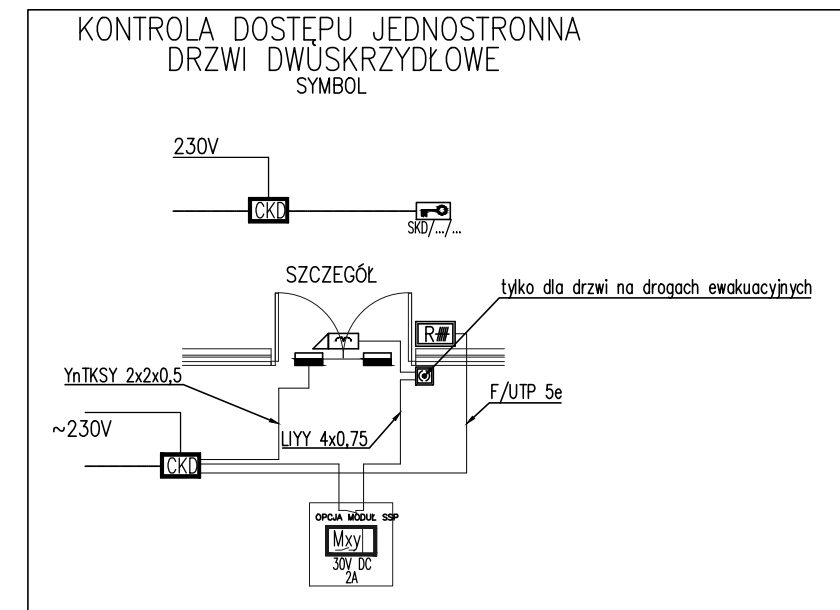 KONTROLA DOSTĘPU JEDNOSTRONNA
DRZWI DWUSKRZYDŁOWE
SYMBOL
230V
CKD
SKD/.../...
SZCZEGÓŁ
tylko dla drzwi na drogach ewakuacyjnych
R
YnTKSY 2x2x0,5
F/UTP 5e
~230V
LIYY 4x0,75
CKD
OPCJA MODUŁ SSP
Mxy
30V DC
2A